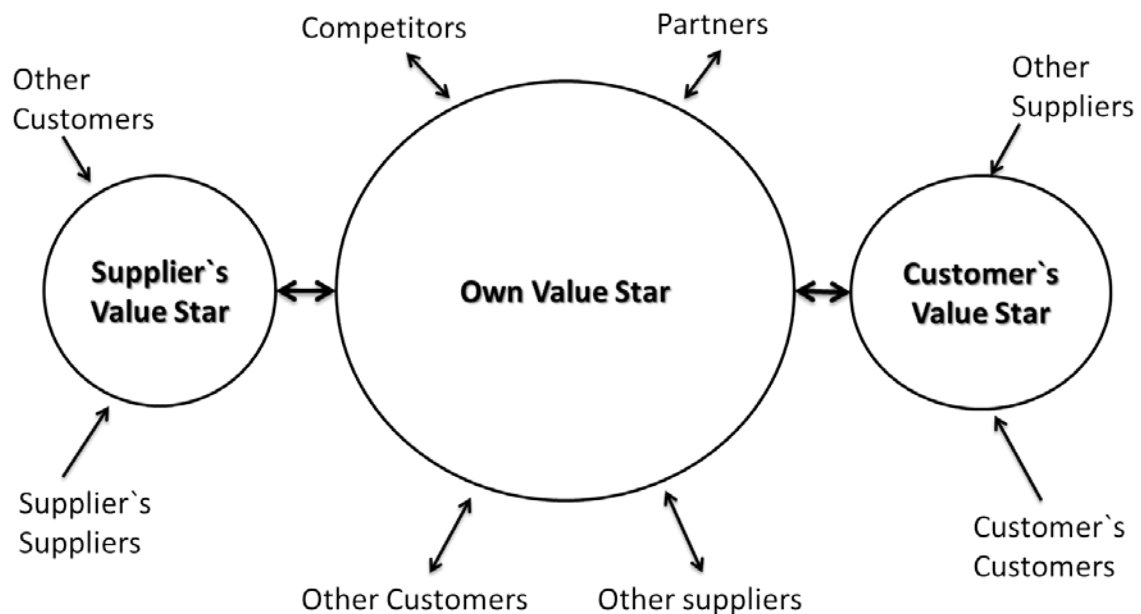 Competitors
Partners
Other
Customers
Other
Suppliers
Supplier`s
Value Star
Own Value Star
Customer`s
Value Star
Supplier`s
Suppliers
Customer`s
Customers
Other Customers
Other suppliers